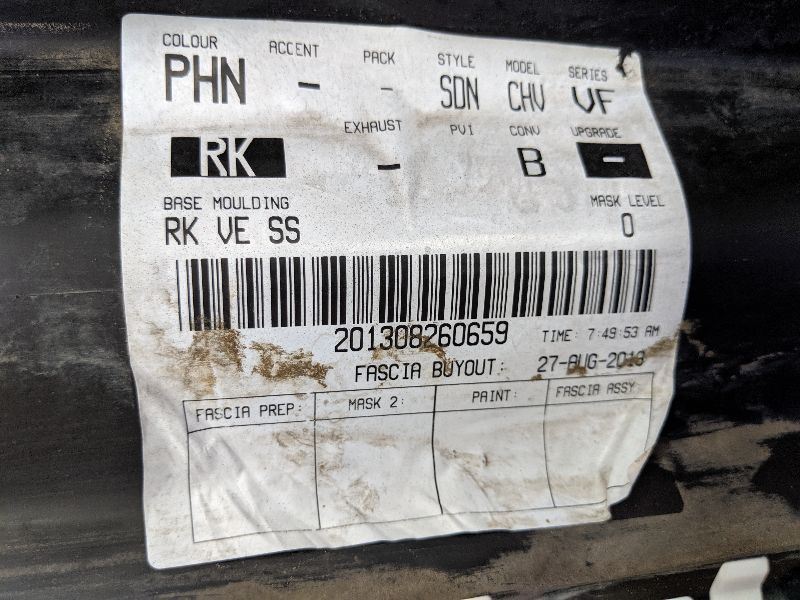 COLOUR ACCENT PACK STYLE MODEL SERIES
PHN - - SDN CHV VF
EXHAUST PV1 CONV UPGRADE
RK - B -
BASE MOULDING MASK LEVEL
RK VE SS 0
201308260659 TIME: 7:49:53 AM
FASCIA BUYOUT: 27-AUG-2013
FASCIA PREP: MASK 2: PAINT: FASCIA ASSY